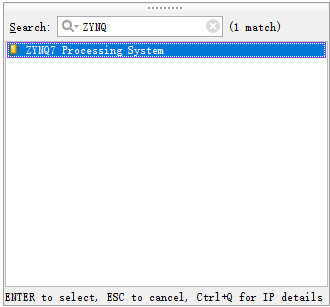 Search: ZYNQ (1 match)
ZYNQ7 Processing System
ENTER to select, ESC to cancel, Ctrl+Q for IP details